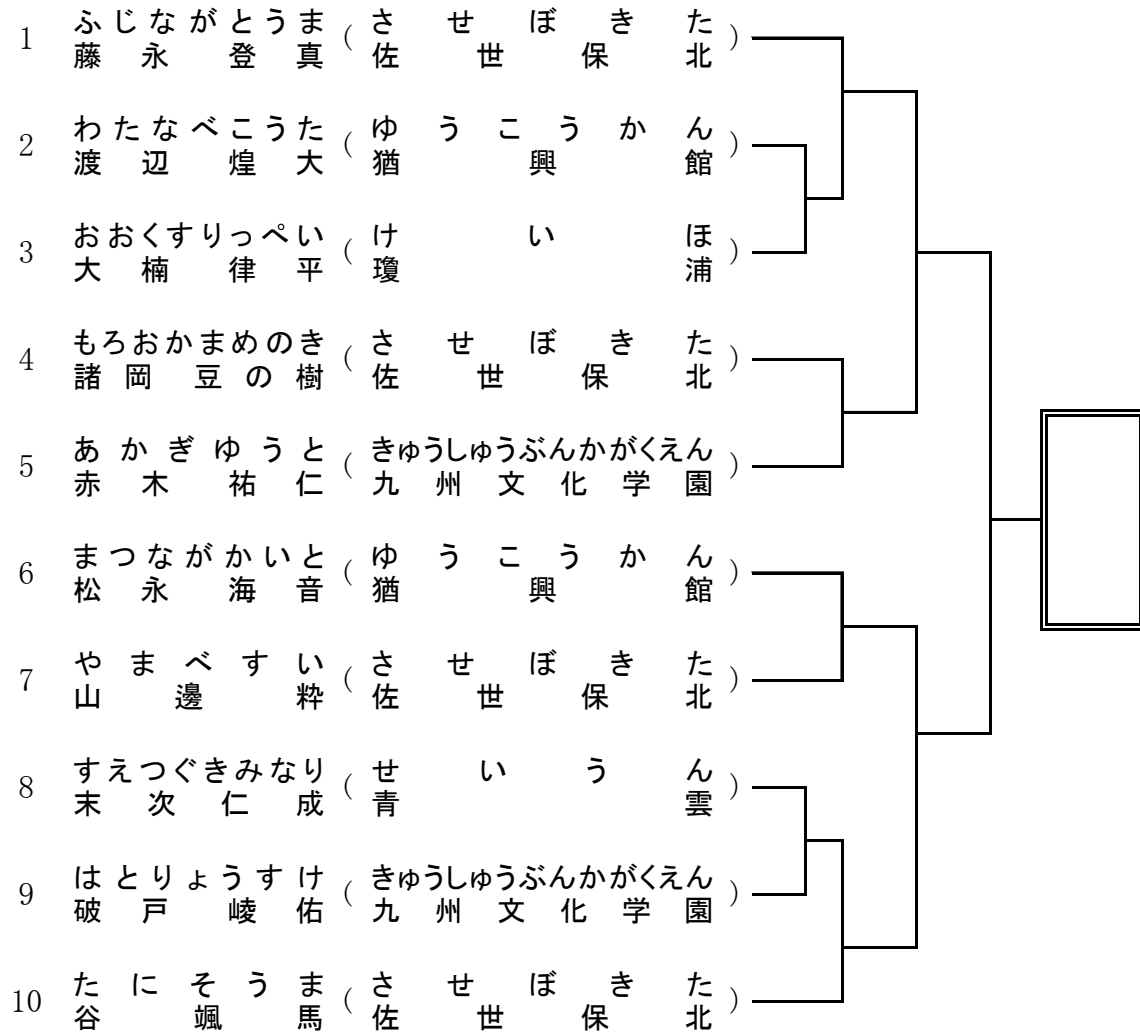 ふじながとうま（させぼきた）
1 藤永登真（佐世保北）
わたなべこうた（ゆうこうかん）
2 渡辺煌大（猶興館）
おおくすりっぺい（けいほ）
3 大楠律平（瓊浦）
もろおかまめのき（させぼきた）
4 諸岡豆の樹（佐世保北）
あかぎゆうと（きゅうしゅうぶんかがくえん）
5 赤木祐仁（九州文化学園）
まつながかいと（ゆうこうかん）
6 松永海音（猶興館）
やまべすい（させぼきた）
7 山邊粋（佐世保北）
すえつぐきみなり（せいうん）
8 末次仁成（青雲）
はとりょうすけ（きゅうしゅうぶんかがくえん）
9 破戸崚佑（九州文化学園）
たにそうま（させぼきた）
10 谷颯馬（佐世保北）